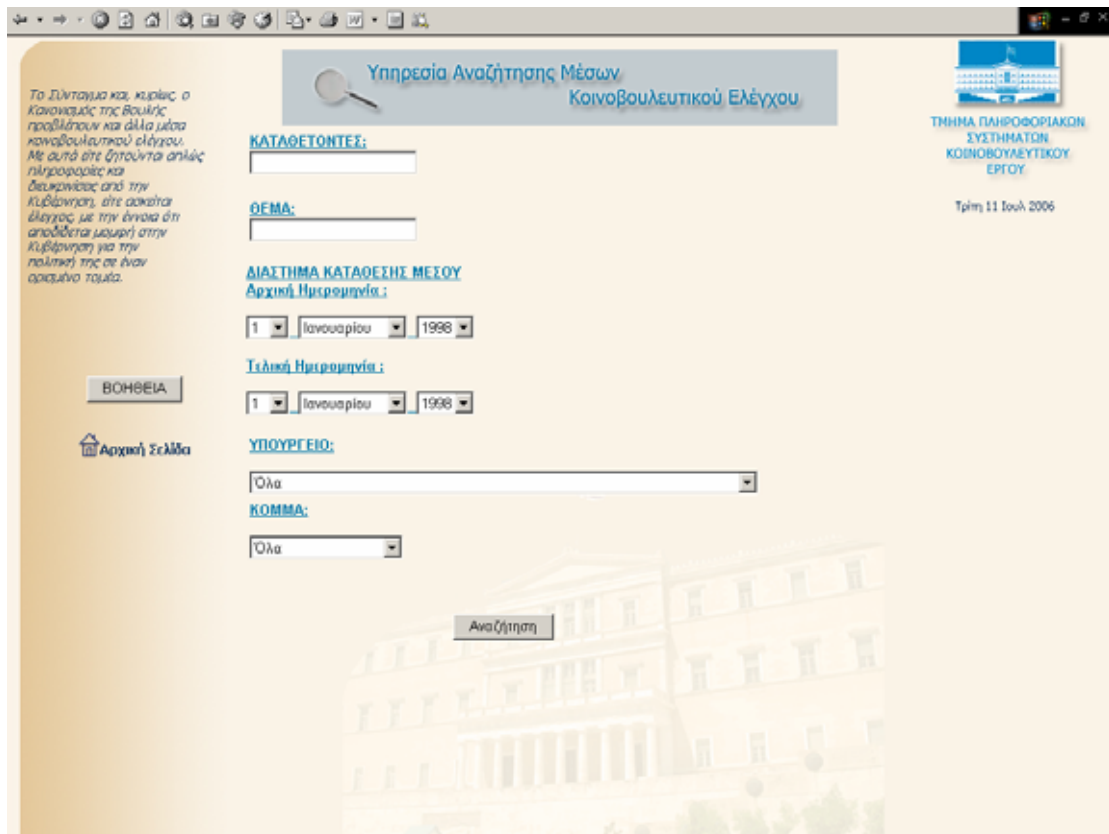 Υπηρεσία Αναζήτησης Μέσων
Κοινοβουλευτικού Ελέγχου
Το Σύνταγμα και, κυρίως, ο
Κανονισμός της Βουλής
προβλέπουν και άλλα μέσα
κοινοβουλευτικού ελέγχου.
Με αυτά είτε ζητούνται απλώς
πληροφορίες και
διευκρινίσεις από την
Κυβέρνηση, είτε ασκείται
έλεγχος, με την έννοια ότι
αποδίδεται μομφή στην
Κυβέρνηση για την
πολιτική της σε έναν
ορισμένο τομέα.
ΒΟΗΘΕΙΑ
Αρχική Σελίδα
ΚΑΤΑΘΕΤΟΝΤΕΣ:
ΘΕΜΑ:
ΔΙΑΣΤΗΜΑ ΚΑΤΑΘΕΣΗΣ ΜΕΣΟΥ
Αρχική Ημερομηνία :
1 Ιανουαρίου 1998
Τελική Ημερομηνία :
1 Ιανουαρίου 1998
ΥΠΟΥΡΓΕΙΟ:
Όλα
ΚΟΜΜΑ:
Όλα
Αναζήτηση
ΤΜΗΜΑ ΠΛΗΡΟΦΟΡΙΑΚΩΝ
ΣΥΣΤΗΜΑΤΩΝ
ΚΟΙΝΟΒΟΥΛΕΥΤΙΚΟΥ
ΕΡΓΟΥ
Τρίτη 11 Ιουλ 2006